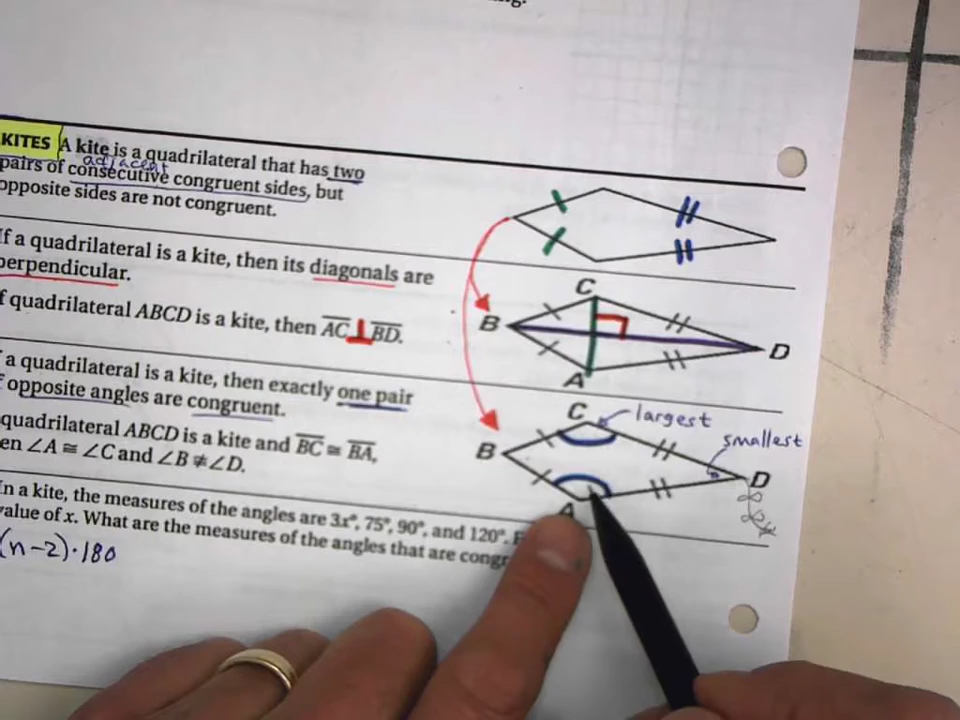 KITES A kite is a quadrilateral that has two
adjacent
pairs of consecutive congruent sides, but
opposite sides are not congruent.
If a quadrilateral is a kite, then its diagonals are
perpendicular.
f quadrilateral ABCD is a kite, then AC⊥BD.
C
B
D
A
a quadrilateral is a kite, then exactly one pair
f opposite angles are congruent.
quadrilateral ABCD is a kite and BC ≅ BA,
en ∠A ≅ ∠C and ∠B ≇ ∠D.
C
largest
smallest
B
D
A
In a kite, the measures of the angles are 3x°, 75°, 90°, and 120°.
value of x. What are the measures of the angles that are congr
(n-2)·180